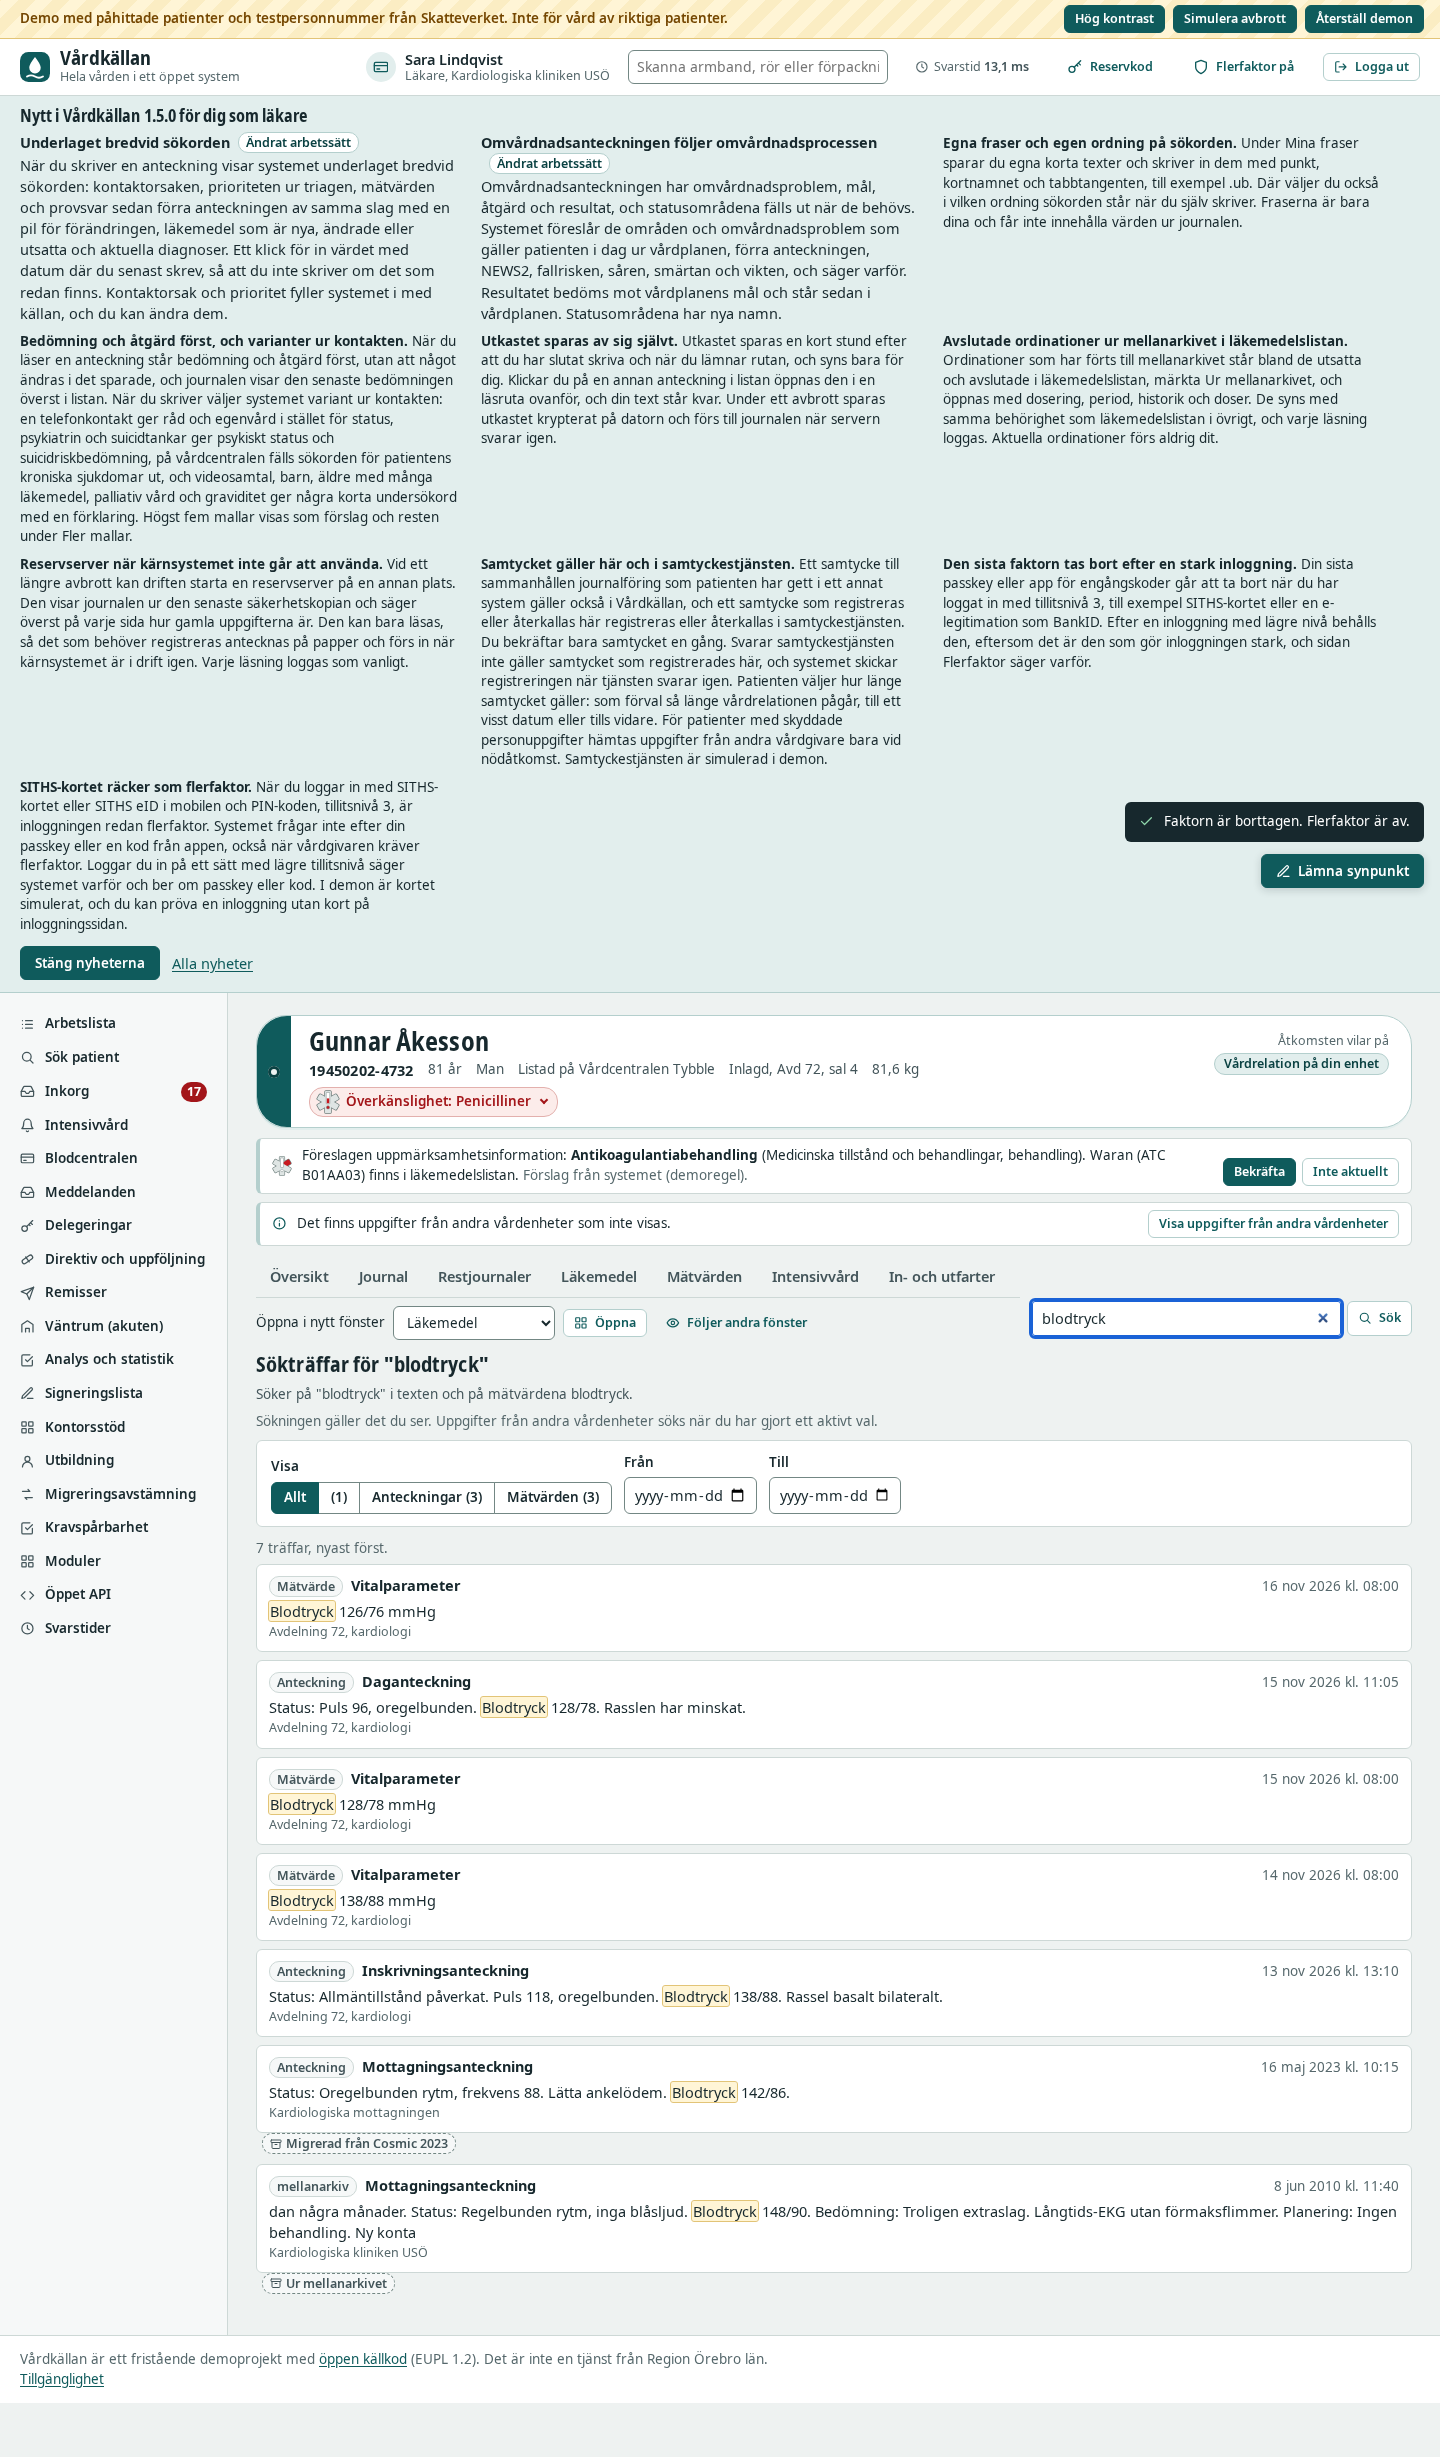 Demo med påhittade patienter och testpersonnummer från Skatteverket. Inte för vård av riktiga patienter.
Hög kontrast
Simulera avbrott
Återställ demon
Vårdkällan
Hela vården i ett öppet system
Sara Lindqvist
Läkare, Kardiologiska kliniken USÖ
Skanna armband, rör eller förpackni
Svarstid 13,1 ms
Reservkod
Flerfaktor på
Logga ut
Nytt i Vårdkällan 1.5.0 för dig som läkare
Underlaget bredvid sökorden Ändrat arbetssätt
När du skriver en anteckning visar systemet underlaget bredvid
sökorden: kontaktorsaken, prioriteten ur triagen, mätvärden
och provsvar sedan förra anteckningen av samma slag med en
pil för förändringen, läkemedel som är nya, ändrade eller
utsatta och aktuella diagnoser. Ett klick för in värdet med
datum där du senast skrev, så att du inte skriver om det som
redan finns. Kontaktorsak och prioritet fyller systemet i med
källan, och du kan ändra dem.
Omvårdnadsanteckningen följer omvårdnadsprocessen
Ändrat arbetssätt
Omvårdnadsanteckningen har omvårdnadsproblem, mål,
åtgärd och resultat, och statusområdena fälls ut när de behövs.
Systemet föreslår de områden och omvårdnadsproblem som
gäller patienten i dag ur vårdplanen, förra anteckningen,
NEWS2, fallrisken, såren, smärtan och vikten, och säger varför.
Resultatet bedöms mot vårdplanens mål och står sedan i
vårdplanen. Statusområdena har nya namn.
Egna fraser och egen ordning på sökorden. Under Mina fraser
sparar du egna korta texter och skriver in dem med punkt,
kortnamnet och tabbtangenten, till exempel .ub. Där väljer du också
i vilken ordning sökorden står när du själv skriver. Fraserna är bara
dina och får inte innehålla värden ur journalen.
Bedömning och åtgärd först, och varianter ur kontakten. När du
läser en anteckning står bedömning och åtgärd först, utan att något
ändras i det sparade, och journalen visar den senaste bedömningen
överst i listan. När du skriver väljer systemet variant ur kontakten:
en telefonkontakt ger råd och egenvård i stället för status,
psykiatrin och suicidtankar ger psykiskt status och
suicidriskbedömning, på vårdcentralen fälls sökorden för patientens
kroniska sjukdomar ut, och videosamtal, barn, äldre med många
läkemedel, palliativ vård och graviditet ger några korta undersökord
med en förklaring. Högst fem mallar visas som förslag och resten
under Fler mallar.
Utkastet sparas av sig självt. Utkastet sparas en kort stund efter
att du har slutat skriva och när du lämnar rutan, och syns bara för
dig. Klickar du på en annan anteckning i listan öppnas den i en
läsruta ovanför, och din text står kvar. Under ett avbrott sparas
utkastet krypterat på datorn och förs till journalen när servern
svarar igen.
Avslutade ordinationer ur mellanarkivet i läkemedelslistan.
Ordinationer som har förts till mellanarkivet står bland de utsatta
och avslutade i läkemedelslistan, märkta Ur mellanarkivet, och
öppnas med dosering, period, historik och doser. De syns med
samma behörighet som läkemedelslistan i övrigt, och varje läsning
loggas. Aktuella ordinationer förs aldrig dit.
Reservserver när kärnsystemet inte går att använda. Vid ett
längre avbrott kan driften starta en reservserver på en annan plats.
Den visar journalen ur den senaste säkerhetskopian och säger
överst på varje sida hur gamla uppgifterna är. Den kan bara läsas,
så det som behöver registreras antecknas på papper och förs in när
kärnsystemet är i drift igen. Varje läsning loggas som vanligt.
Samtycket gäller här och i samtyckestjänsten. Ett samtycke till
sammanhållen journalföring som patienten har gett i ett annat
system gäller också i Vårdkällan, och ett samtycke som registreras
eller återkallas här registreras eller återkallas i samtyckestjänsten.
Du bekräftar bara samtycket en gång. Svarar samtyckestjänsten
inte gäller samtycket som registrerades här, och systemet skickar
registreringen när tjänsten svarar igen. Patienten väljer hur länge
samtycket gäller: som förval så länge vårdrelationen pågår, till ett
visst datum eller tills vidare. För patienter med skyddade
personuppgifter hämtas uppgifter från andra vårdgivare bara vid
nödåtkomst. Samtyckestjänsten är simulerad i demon.
Den sista faktorn tas bort efter en stark inloggning. Din sista
passkey eller app för engångskoder går att ta bort när du har
loggat in med tillitsnivå 3, till exempel SITHS-kortet eller en e-
legitimation som BankID. Efter en inloggning med lägre nivå behålls
den, eftersom det är den som gör inloggningen stark, och sidan
Flerfaktor säger varför.
SITHS-kortet räcker som flerfaktor. När du loggar in med SITHS-
kortet eller SITHS eID i mobilen och PIN-koden, tillitsnivå 3, är
inloggningen redan flerfaktor. Systemet frågar inte efter din
passkey eller en kod från appen, också när vårdgivaren kräver
flerfaktor. Loggar du in på ett sätt med lägre tillitsnivå säger
systemet varför och ber om passkey eller kod. I demon är kortet
simulerat, och du kan pröva en inloggning utan kort på
inloggningssidan.
Faktorn är borttagen. Flerfaktor är av.
Lämna synpunkt
Stäng nyheterna
Alla nyheter
Arbetslista
Sök patient
Inkorg 17
Intensivvård
Blodcentralen
Meddelanden
Delegeringar
Direktiv och uppföljning
Remisser
Väntrum (akuten)
Analys och statistik
Signeringslista
Kontorsstöd
Utbildning
Migreringsavstämning
Kravspårbarhet
Moduler
Öppet API
Svarstider
Gunnar Åkesson
19450202-4732 81 år Man Listad på Vårdcentralen Tybble Inlagd, Avd 72, sal 4 81,6 kg
Överkänslighet: Penicilliner
Åtkomsten vilar på
Vårdrelation på din enhet
Föreslagen uppmärksamhetsinformation: Antikoagulantiabehandling (Medicinska tillstånd och behandlingar, behandling). Waran (ATC
B01AA03) finns i läkemedelslistan. Förslag från systemet (demoregel).
Bekräfta
Inte aktuellt
Det finns uppgifter från andra vårdenheter som inte visas.
Visa uppgifter från andra vårdenheter
Översikt
Journal
Restjournaler
Läkemedel
Mätvärden
Intensivvård
In- och utfarter
Öppna i nytt fönster
Läkemedel
Öppna
Följer andra fönster
blodtryck
Sök
Sökträffar för "blodtryck"
Söker på "blodtryck" i texten och på mätvärdena blodtryck.
Sökningen gäller det du ser. Uppgifter från andra vårdenheter söks när du har gjort ett aktivt val.
Visa
Från
Till
Allt
(1)
Anteckningar (3)
Mätvärden (3)
yyyy-mm-dd
yyyy-mm-dd
7 träffar, nyast först.
Mätvärde Vitalparameter 16 nov 2026 kl. 08:00
Blodtryck 126/76 mmHg
Avdelning 72, kardiologi
Anteckning Daganteckning 15 nov 2026 kl. 11:05
Status: Puls 96, oregelbunden. Blodtryck 128/78. Rasslen har minskat.
Avdelning 72, kardiologi
Mätvärde Vitalparameter 15 nov 2026 kl. 08:00
Blodtryck 128/78 mmHg
Avdelning 72, kardiologi
Mätvärde Vitalparameter 14 nov 2026 kl. 08:00
Blodtryck 138/88 mmHg
Avdelning 72, kardiologi
Anteckning Inskrivningsanteckning 13 nov 2026 kl. 13:10
Status: Allmäntillstånd påverkat. Puls 118, oregelbunden. Blodtryck 138/88. Rassel basalt bilateralt.
Avdelning 72, kardiologi
Anteckning Mottagningsanteckning 16 maj 2023 kl. 10:15
Status: Oregelbunden rytm, frekvens 88. Lätta ankelödem. Blodtryck 142/86.
Kardiologiska mottagningen
Migrerad från Cosmic 2023
mellanarkiv Mottagningsanteckning 8 jun 2010 kl. 11:40
dan några månader. Status: Regelbunden rytm, inga blåsljud. Blodtryck 148/90. Bedömning: Troligen extraslag. Långtids-EKG utan förmaksflimmer. Planering: Ingen
behandling. Ny konta
Kardiologiska kliniken USÖ
Ur mellanarkivet
Vårdkällan är ett fristående demoprojekt med öppen källkod (EUPL 1.2). Det är inte en tjänst från Region Örebro län.
Tillgänglighet